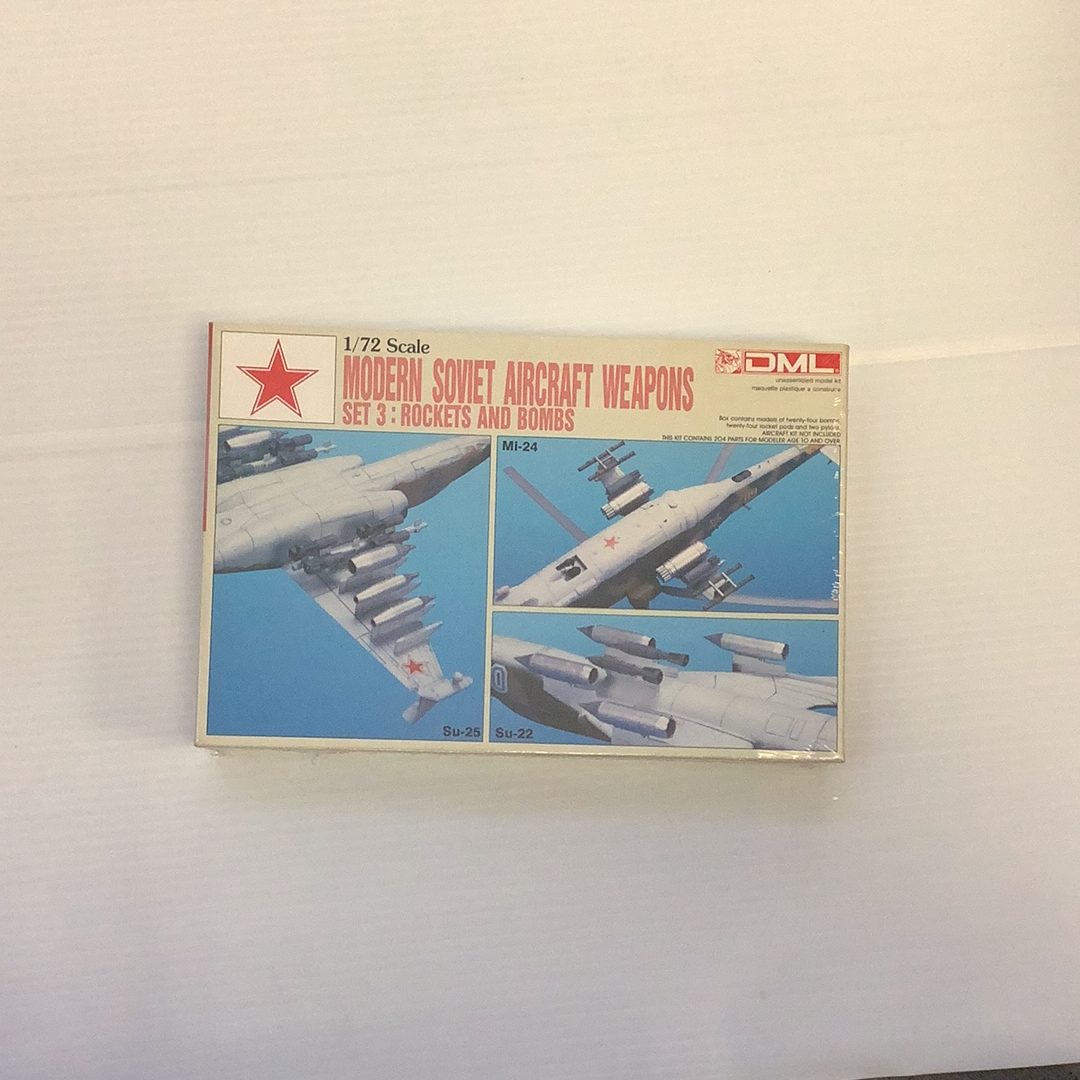 1/72 Scale
MODERN SOVIET AIRCRAFT WEAPONS
SET 3 : ROCKETS AND BOMBS
DML
unassembled model kit
maquette plastique a construire
Box contains models of twenty-four bombs,
twenty-four rocket pods and two pylons.
AIRCRAFT KIT NOT INCLUDED
THIS KIT CONTAINS 204 PARTS FOR MODELER AGE 10 AND OVER
Mi-24
Su-25
Su-22
0